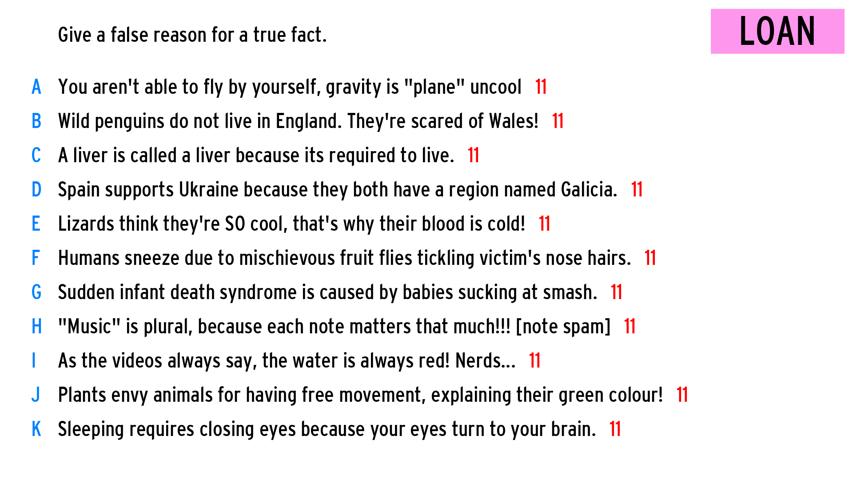 Give a false reason for a true fact.
LOAN
A You aren't able to fly by yourself, gravity is "plane" uncool 11
B Wild penguins do not live in England. They're scared of Wales! 11
C A liver is called a liver because its required to live. 11
D Spain supports Ukraine because they both have a region named Galicia. 11
E Lizards think they're SO cool, that's why their blood is cold! 11
F Humans sneeze due to mischievous fruit flies tickling victim's nose hairs. 11
G Sudden infant death syndrome is caused by babies sucking at smash. 11
H "Music" is plural, because each note matters that much!!! [note spam] 11
I As the videos always say, the water is always red! Nerds... 11
J Plants envy animals for having free movement, explaining their green colour! 11
K Sleeping requires closing eyes because your eyes turn to your brain. 11